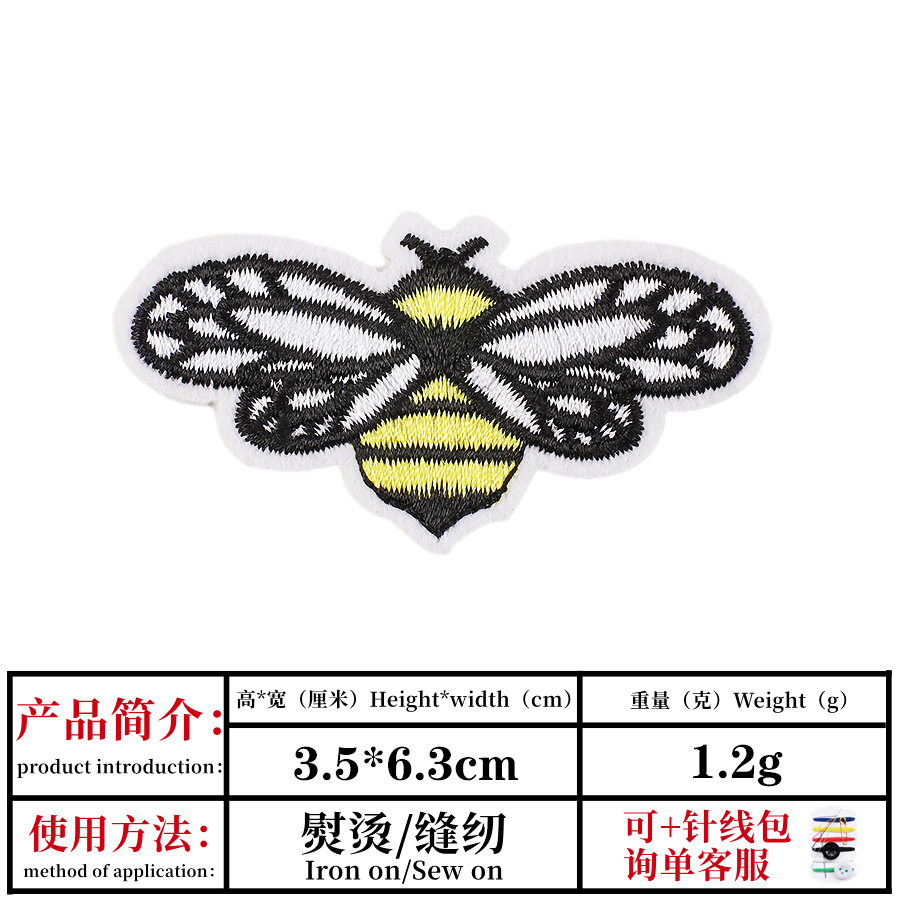 产品简介：
product introduction：
高*宽（厘米）Height*width（cm）
重量（克）Weight（g）
3.5*6.3cm
1.2g
使用方法：
method of application：
熨烫/缝纫
Iron on/Sew on
可+针线包
询单客服